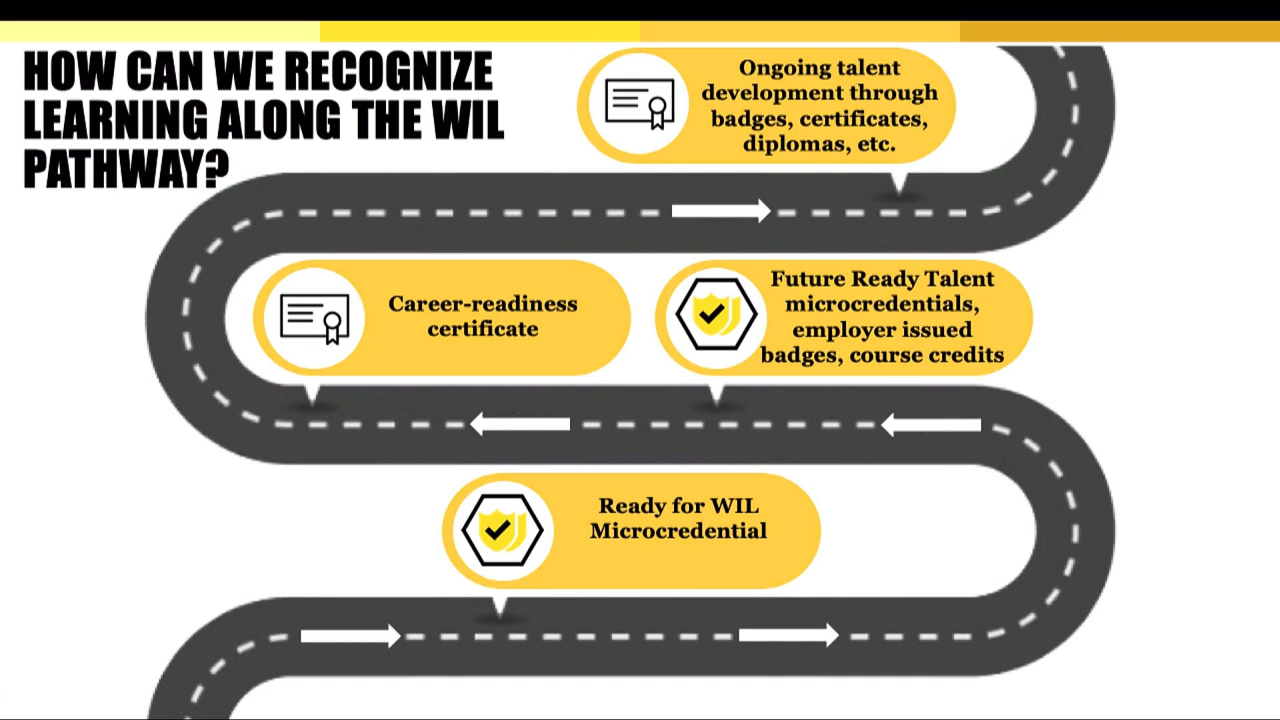 HOW CAN WE RECOGNIZE
LEARNING ALONG THE WIL
PATHWAY?
Ongoing talent
development through
badges, certificates,
diplomas, etc.
Career-readiness
certificate
Future Ready Talent
microcredentials,
employer issued
badges, course credits
Ready for WIL
Microcredential